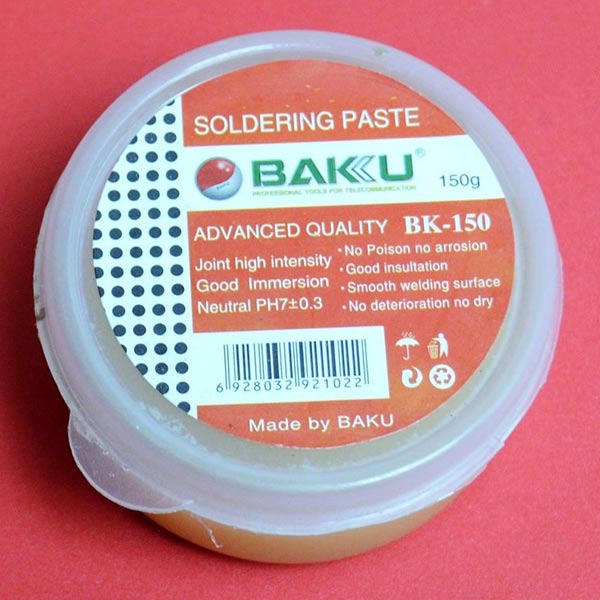 SOLDERING PASTE
BAKU®
PROFESSIONAL TOOLS FOR TELECOMMUNICATION
150g
ADVANCED QUALITY BK-150
Joint high intensity
Good Immersion
Neutral PH7±0.3
•No Poison no arrosion
•Good insultation
•Smooth welding surface
•No deterioration no dry
6 928032 921022
Made by BAKU